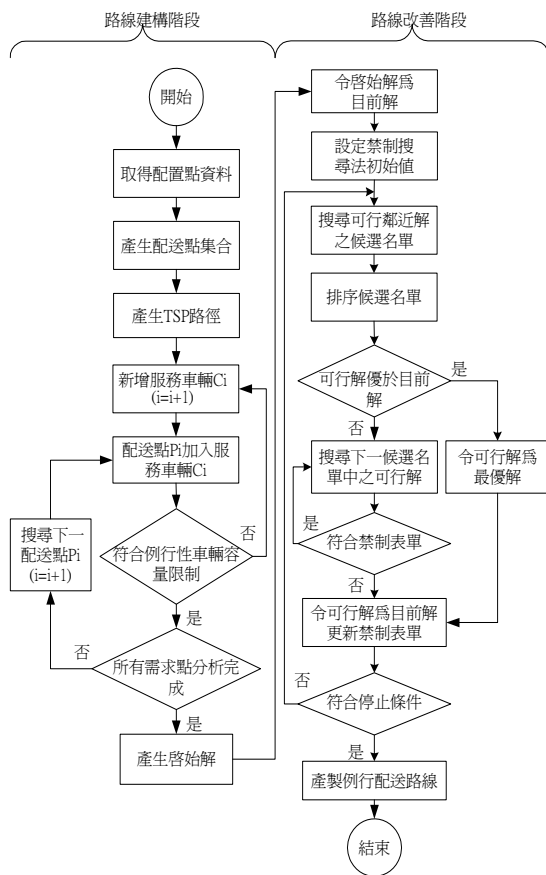 路線建構階段
開始
取得配置點資料
產生配送點集合
產生TSP路徑
新增服務車輛Ci
(i=i+1)
配送點Pi加入服
務車輛Ci
搜尋下一
配送點Pi
(i=i+1)
否
符合例行性車輛容
量限制
是
否
所有需求點分析完
成
是
產生啓始解
路線改善階段
令啓始解爲
目前解
設定禁制搜
尋法初始值
搜尋可行鄰近解
之候選名單
排序候選名單
可行解優於目前
解
是
否
搜尋下一候選名
單中之可行解
令可行解爲
最優解
是
符合禁制表單
否
令可行解爲目前解
更新禁制表單
否
符合停止條件
是
產製例行配送路線
結束